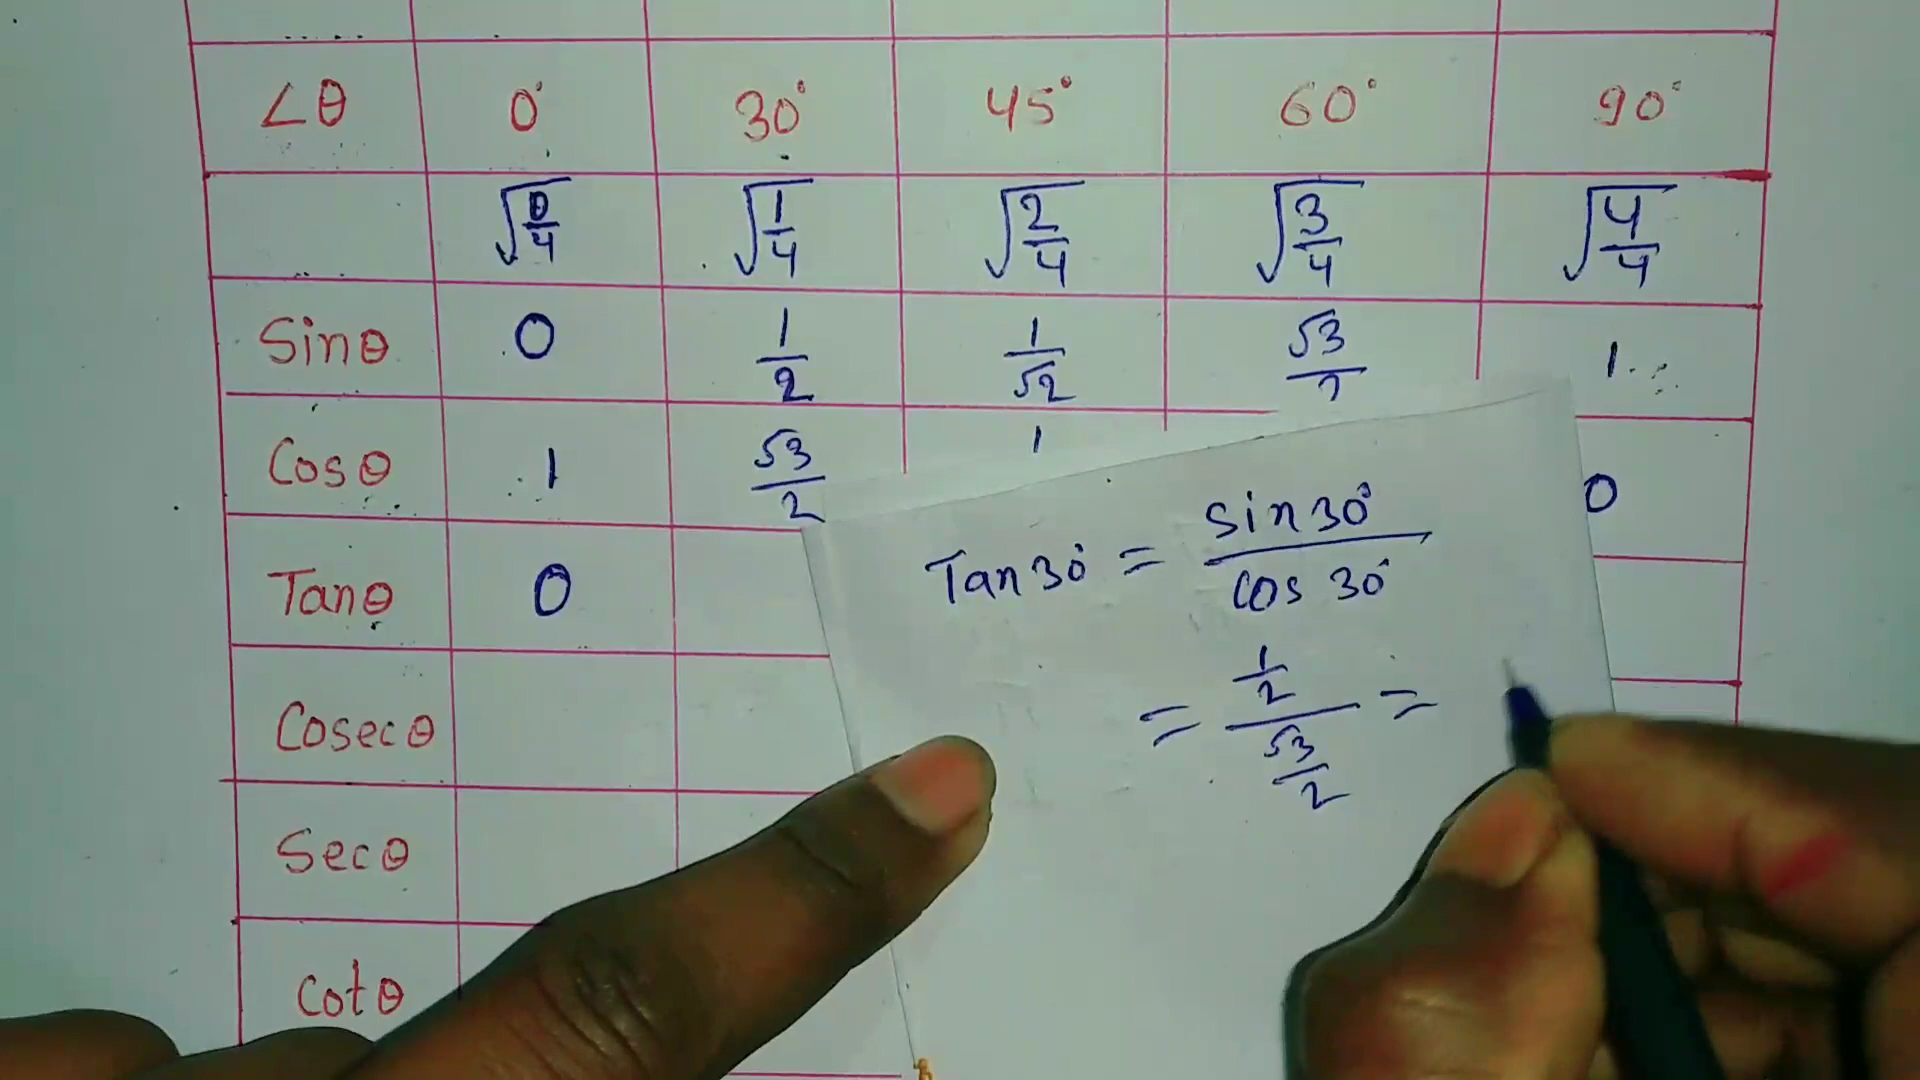 ∠θ 0° 30° 45° 60° 90°
√0/4 √1/4 √2/4 √3/4 √4/4
Sinθ 0 1/2 1/√2 √3/2 1
Cosθ 1 √3/2 1 0
Tanθ 0
Cosecθ
Secθ
Cotθ
Tan30° = sin30°/cos 30°
= 1/2/√3/2 =